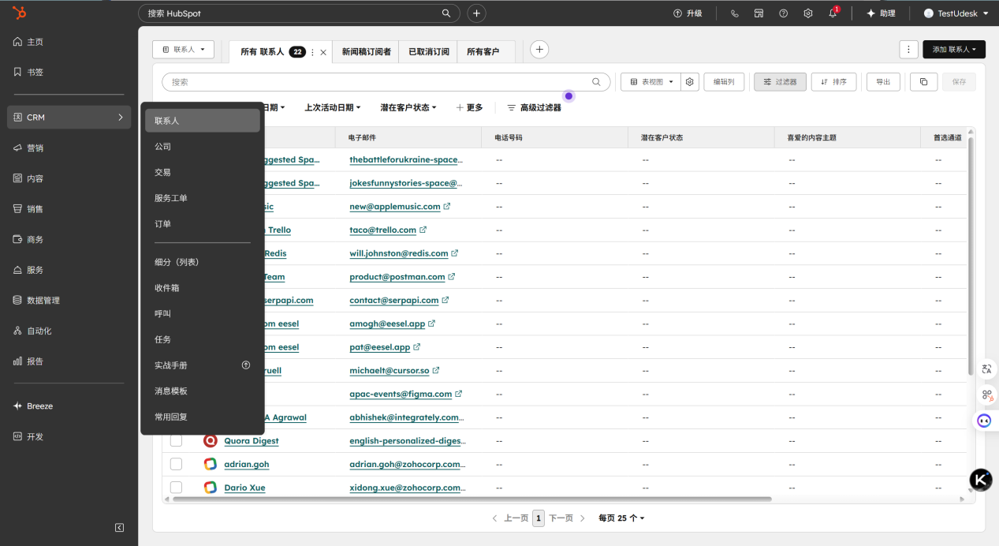 搜索 HubSpot
升级
1
助理
TestUdesk
主页
书签
CRM
营销
内容
销售
商务
服务
数据管理
自动化
报告
Breeze
开发
联系人
所有 联系人 22
新闻稿订阅者
已取消订阅
所有客户
添加 联系人
搜索
表视图
编辑列
过滤器
排序
导出
保存
日期
上次活动日期
潜在客户状态
更多
高级过滤器
联系人
公司
交易
服务工单
订单
细分（列表）
收件箱
呼叫
任务
实战手册
消息模板
常用回复
电子邮件 电话号码 潜在客户状态 喜爱的内容主题 首选通道
ggested Spa... thebattleforukraine-space... -- -- -- --
ggested Spa... jokesfunnystories-space@... -- -- -- --
sic new@applemusic.com -- -- -- --
Trello taco@trello.com -- -- -- --
Redis will.johnston@redis.com -- -- -- --
Team product@postman.com -- -- -- --
serpapi.com contact@serpapi.com -- -- -- --
om eesel amogh@eesel.app -- -- -- --
om eesel pat@eesel.app -- -- -- --
ruell michaelt@cursor.so -- -- -- --
apac-events@figma.com -- -- -- --
A Agrawal abhishek@integrately.com... -- -- -- --
Quora Digest english-personalized-diges... -- -- -- --
adrian.goh adrian.goh@zohocorp.com... -- -- -- --
Dario Xue xidong.xue@zohocorp.com... -- -- -- --
上一页 1 下一页 每页 25 个